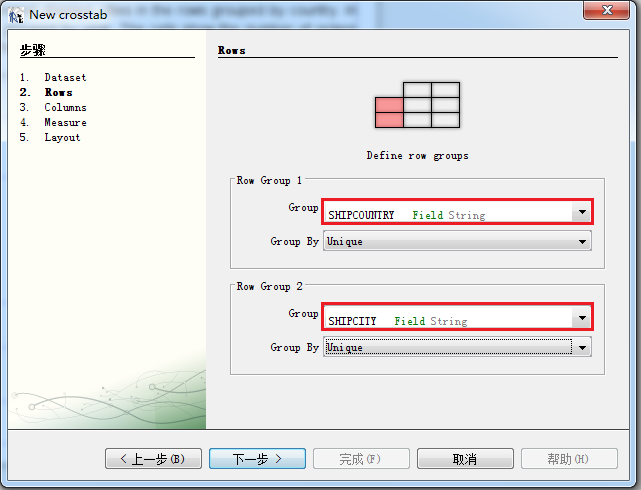 New crosstab
步骤
1. Dataset
2. Rows
3. Columns
4. Measure
5. Layout
Rows
Define row groups
Row Group 1
Group SHIPCOUNTRY Field String
Group By Unique
Row Group 2
Group SHIPCITY Field String
Group By Unique
< 上一步(B) 下一步 > 完成(F) 取消 帮助(H)